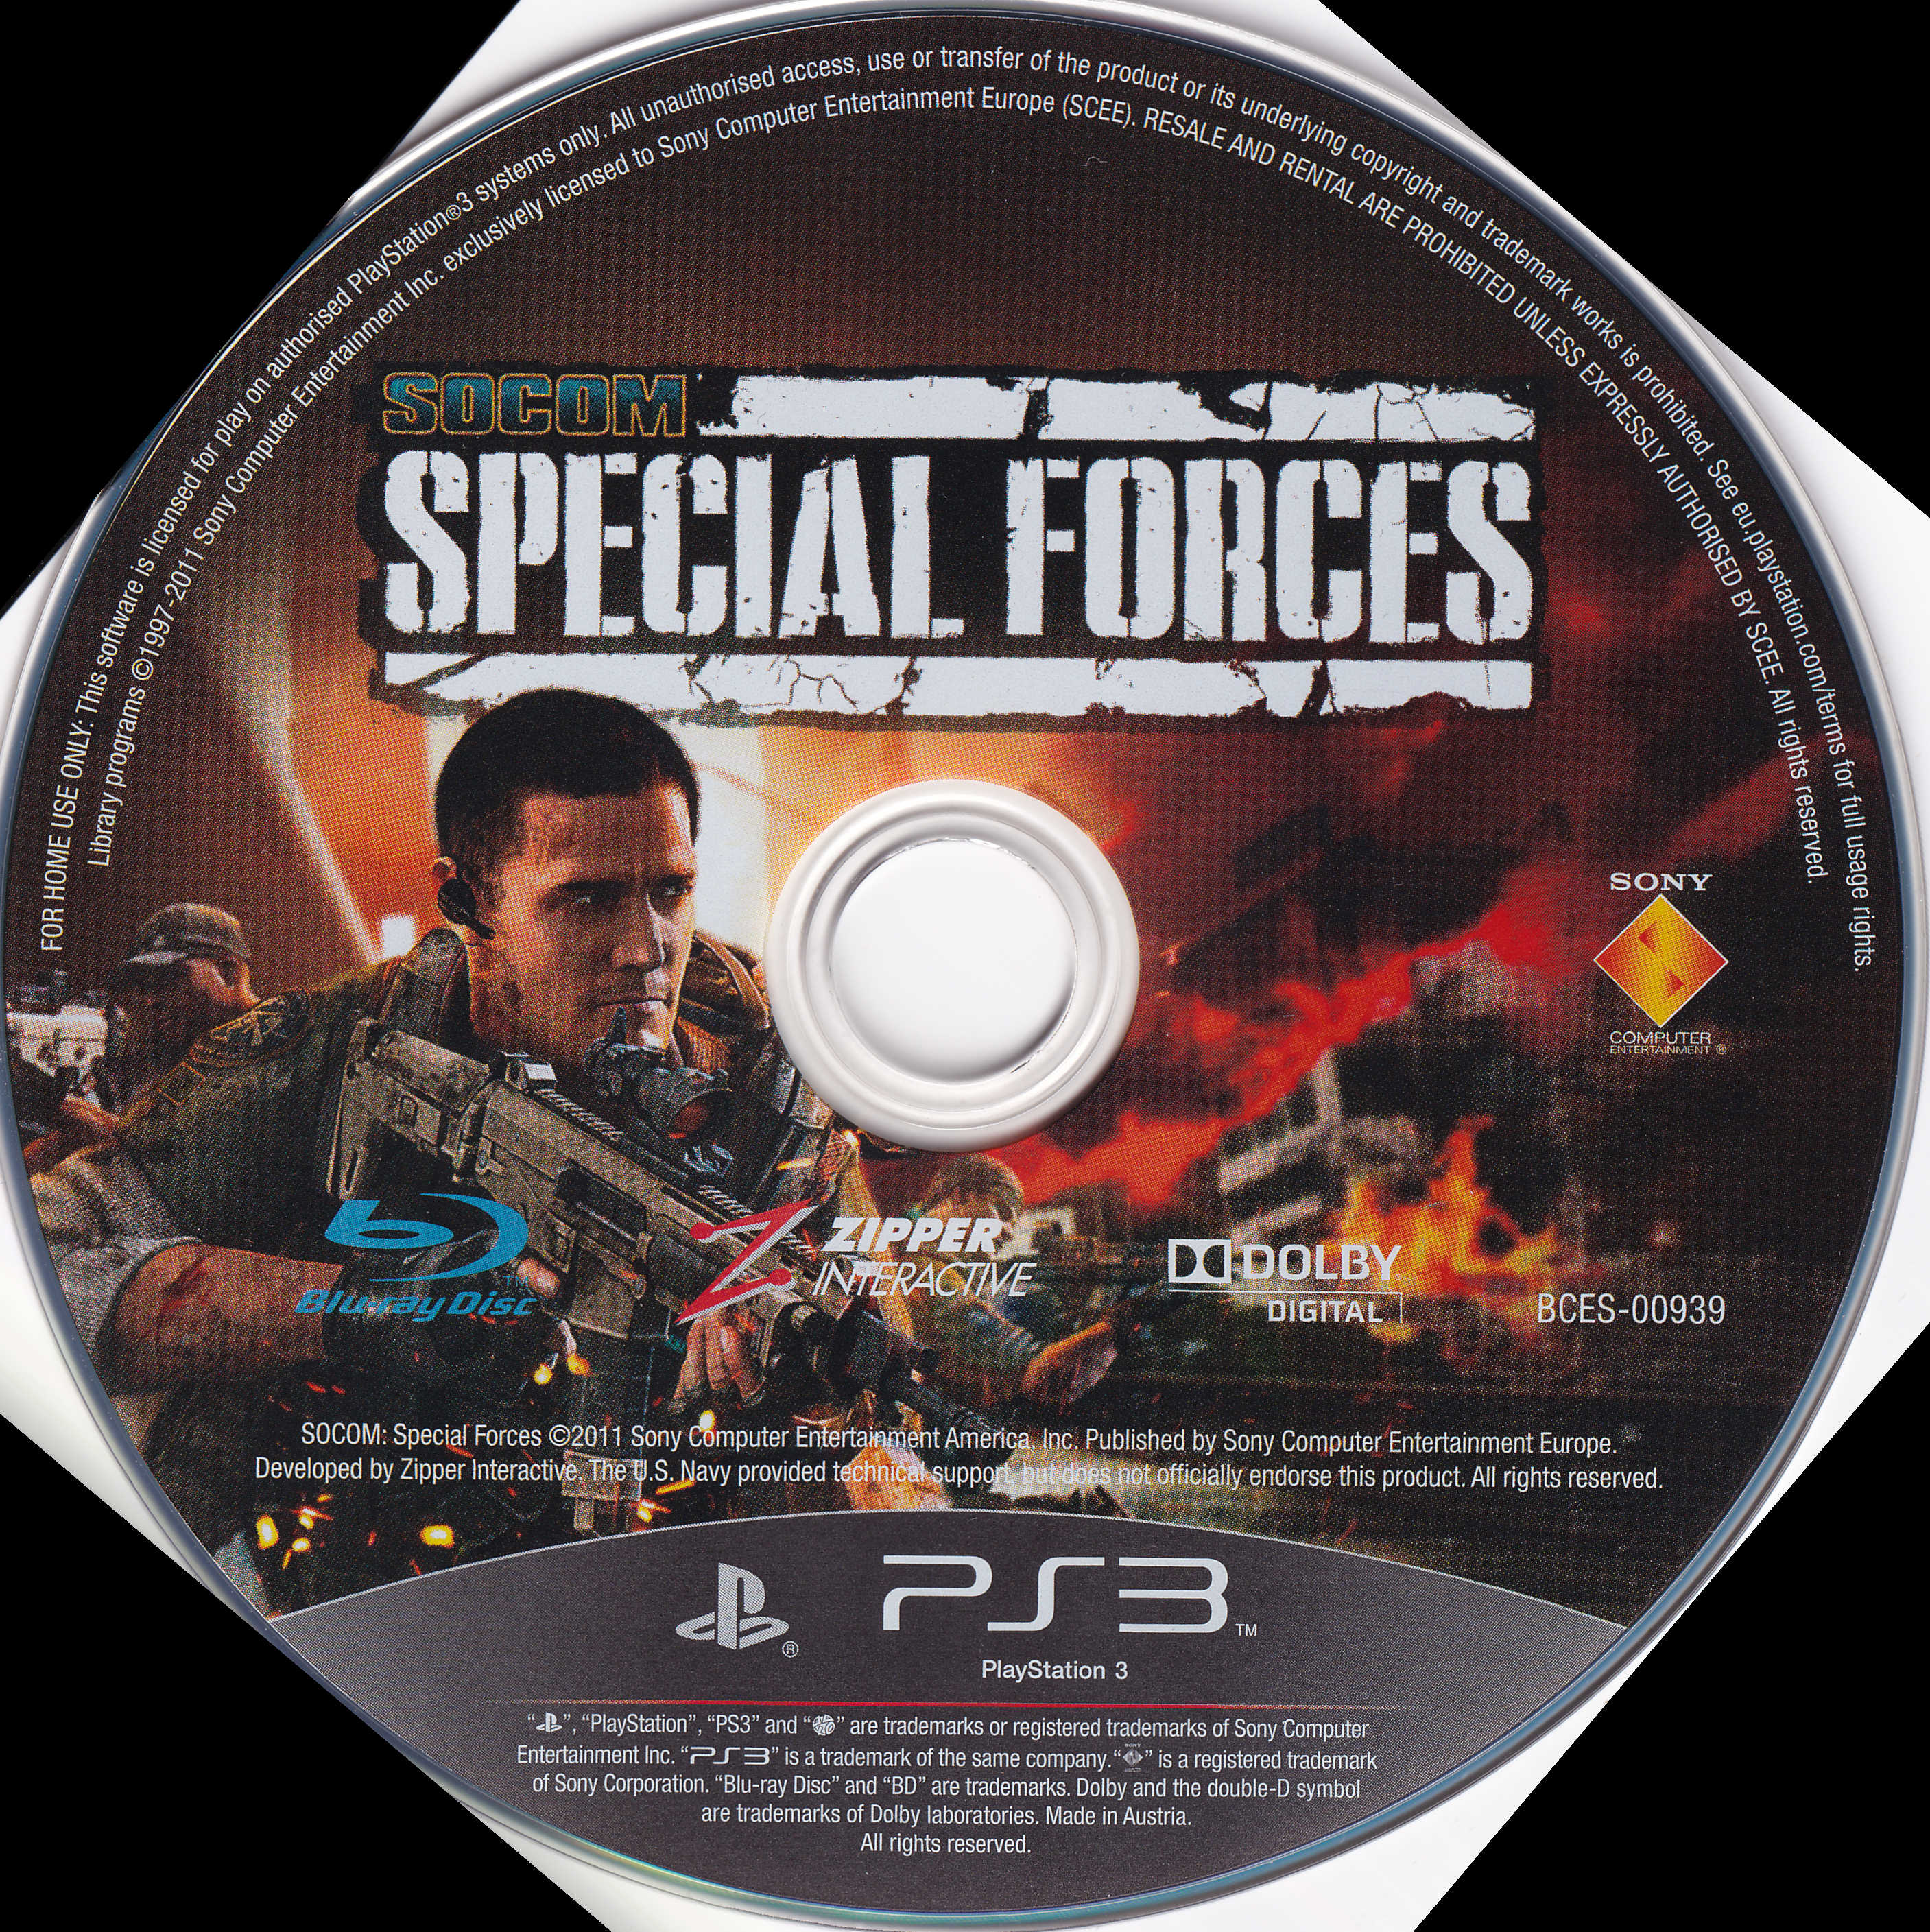 FOR HOME USE ONLY: This software is licensed for play on authorised PlayStation®3 systems only. All unauthorised access, use or transfer of the product or its underlying copyright and trademark works is prohibited. See eu.playstation.com/terms for full usage rights.
Library programs ©1997-2011 Sony Computer Entertainment Inc. exclusively licensed to Sony Computer Entertainment Europe (SCEE). RESALE AND RENTAL ARE PROHIBITED UNLESS EXPRESSLY AUTHORISED BY SCEE. All rights reserved.
SOCOM
SPECIAL FORCES
SONY
COMPUTER
ENTERTAINMENT ®
Blu-ray Disc ™
ZIPPER
INTERACTIVE
DOLBY
DIGITAL
BCES-00939
SOCOM: Special Forces ©2011 Sony Computer Entertainment America, Inc. Published by Sony Computer Entertainment Europe.
Developed by Zipper Interactive. The U.S. Navy provided technical support, but does not officially endorse this product. All rights reserved.
® PS3 ™
PlayStation 3
“ ”, “PlayStation”, “PS3” and “ ” are trademarks or registered trademarks of Sony Computer
Entertainment Inc. “PS3” is a trademark of the same company. “ ” is a registered trademark
of Sony Corporation. “Blu-ray Disc” and “BD” are trademarks. Dolby and the double-D symbol
are trademarks of Dolby laboratories. Made in Austria.
All rights reserved.